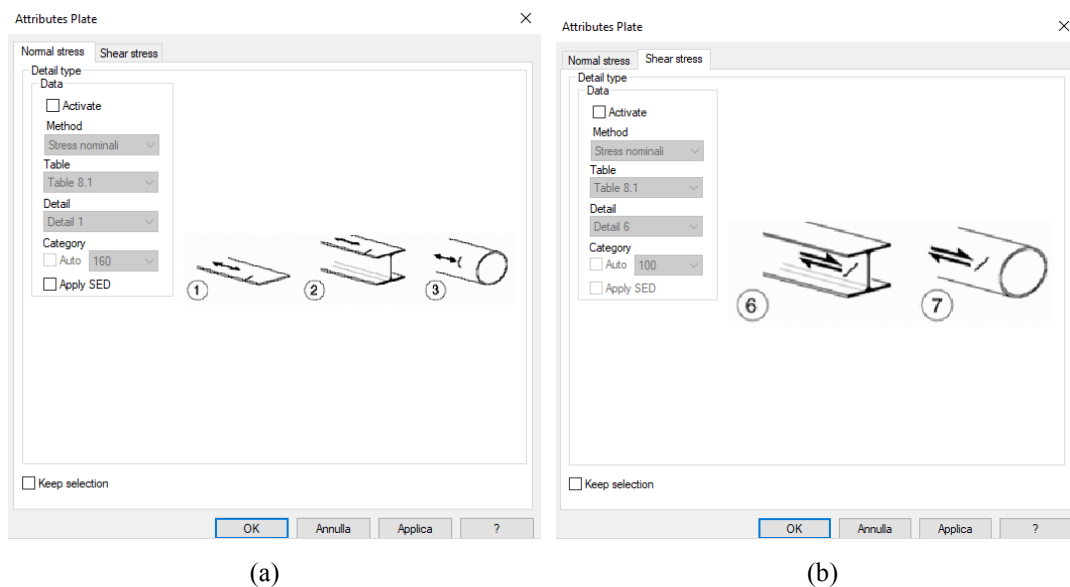 Attributes Plate
Normal stress Shear stress
Detail type
Data
Activate
Method
Stress nominali
Table
Table 8.1
Detail
Detail 1
Category
Auto 160
Apply SED
1 2 3
Keep selection
OK Annulla Applica ?
(a)
Attributes Plate
Normal stress Shear stress
Detail type
Data
Activate
Method
Stress nominali
Table
Table 8.1
Detail
Detail 6
Category
Auto 100
Apply SED
6 7
Keep selection
OK Annulla Applica ?
(b)